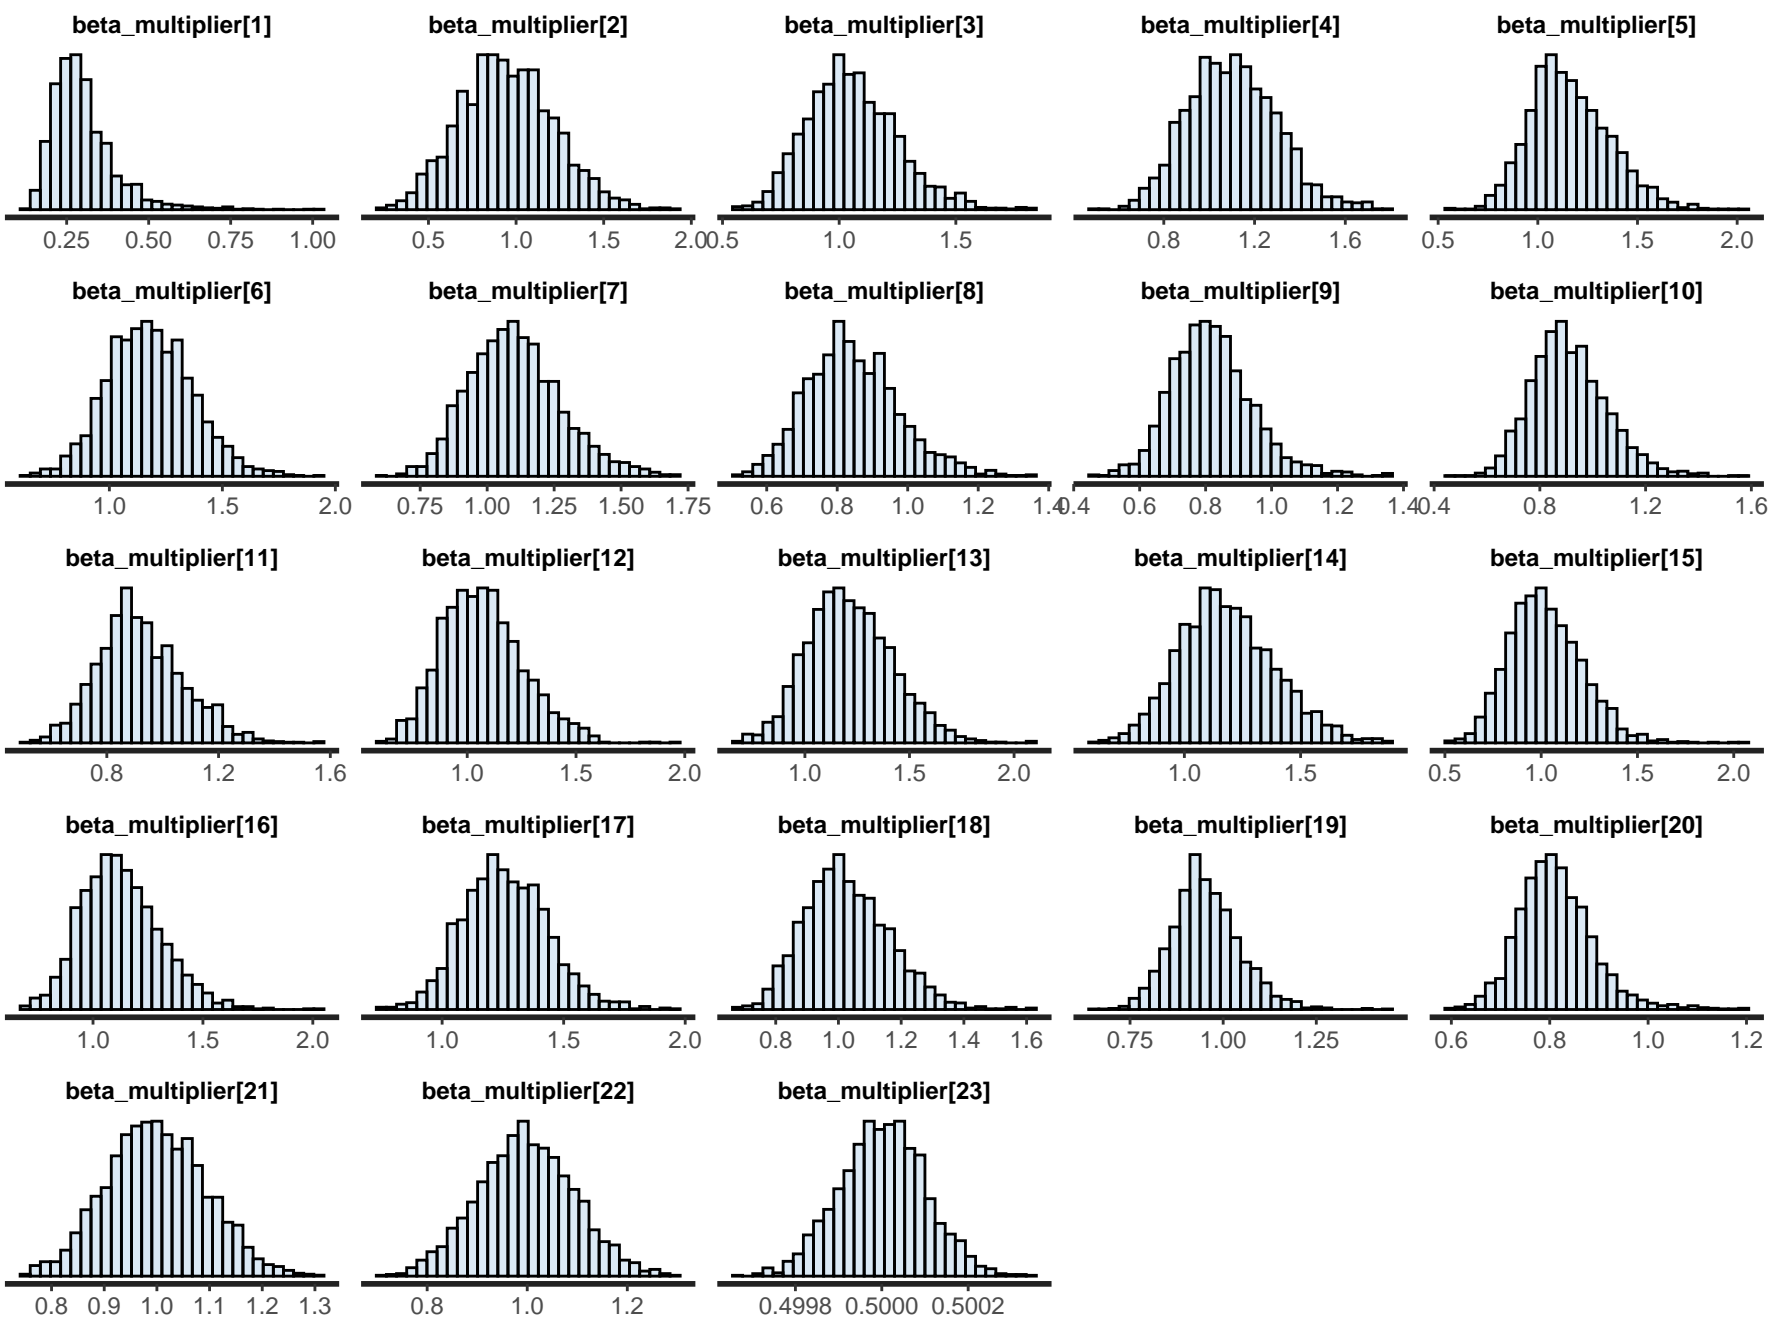 beta_multiplier[1] beta_multiplier[2] beta_multiplier[3] beta_multiplier[4] beta_multiplier[5]
0.25 0.50 0.75 1.00 0.5 1.0 1.5 2.0 0.5 1.0 1.5 0.8 1.2 1.6 0.5 1.0 1.5 2.0
beta_multiplier[6] beta_multiplier[7] beta_multiplier[8] beta_multiplier[9] beta_multiplier[10]
1.0 1.5 2.0 0.75 1.00 1.25 1.50 1.75 0.6 0.8 1.0 1.2 1.4 0.4 0.6 0.8 1.0 1.2 1.4 0.4 0.8 1.2 1.6
beta_multiplier[11] beta_multiplier[12] beta_multiplier[13] beta_multiplier[14] beta_multiplier[15]
0.8 1.2 1.6 1.0 1.5 2.0 1.0 1.5 2.0 1.0 1.5 0.5 1.0 1.5 2.0
beta_multiplier[16] beta_multiplier[17] beta_multiplier[18] beta_multiplier[19] beta_multiplier[20]
1.0 1.5 2.0 1.0 1.5 2.0 0.8 1.0 1.2 1.4 1.6 0.75 1.00 1.25 0.6 0.8 1.0 1.2
beta_multiplier[21] beta_multiplier[22] beta_multiplier[23]
0.8 0.9 1.0 1.1 1.2 1.3 0.8 1.0 1.2 0.4998 0.5000 0.5002